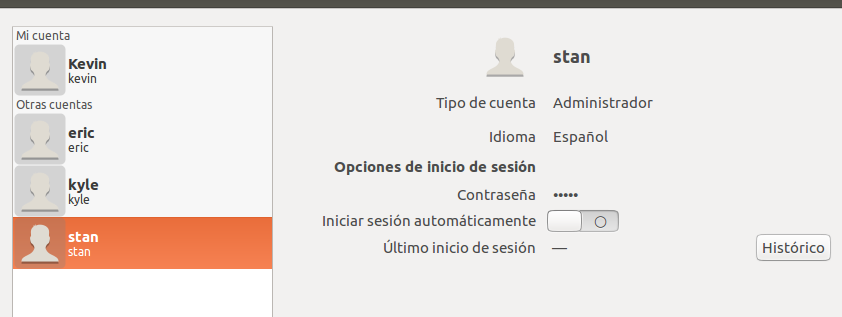 Mi cuenta
Kevin
kevin
Otras cuentas
eric
eric
kyle
kyle
stan
stan
stan
Tipo de cuenta Administrador
Idioma Español
Opciones de inicio de sesión
Contraseña •••••
Iniciar sesión automáticamente
Último inicio de sesión — Histórico